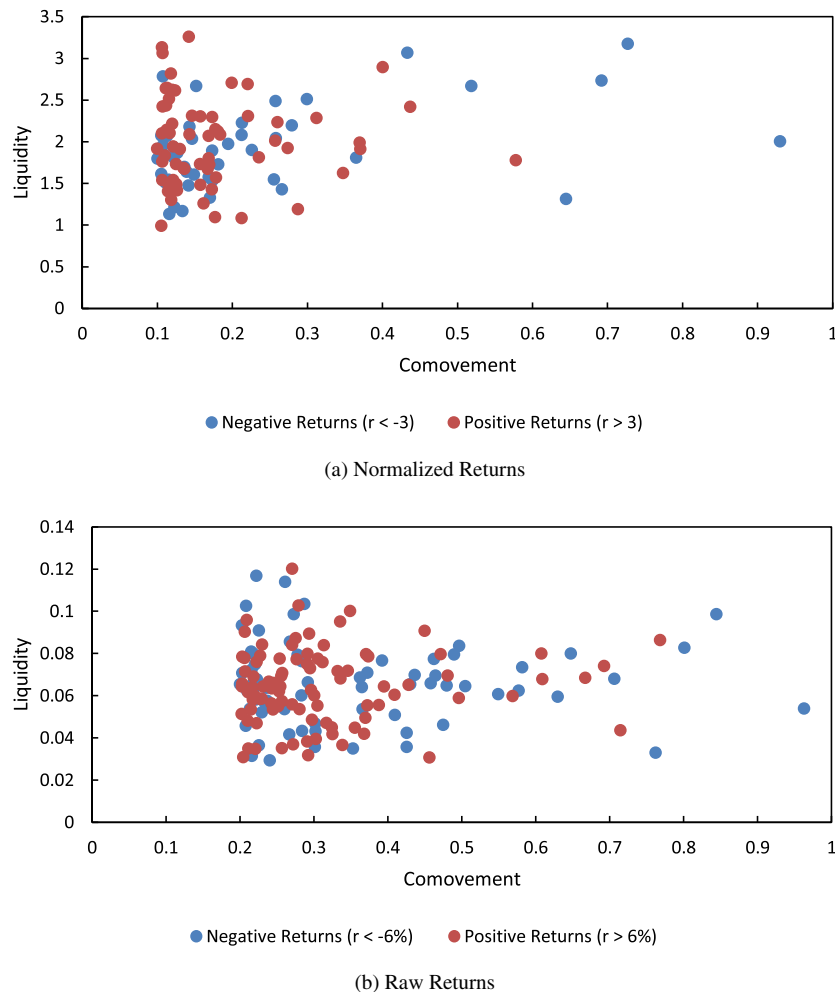 3.5
3
2.5
2
1.5
1
0.5
0
Liquidity
0 0.1 0.2 0.3 0.4 0.5 0.6 0.7 0.8 0.9 1
Comovement
Negative Returns (r < -3) Positive Returns (r > 3)
(a) Normalized Returns
0.14
0.12
0.1
0.08
0.06
0.04
0.02
0
Liquidity
0 0.1 0.2 0.3 0.4 0.5 0.6 0.7 0.8 0.9 1
Comovement
Negative Returns (r < -6%) Positive Returns (r > 6%)
(b) Raw Returns